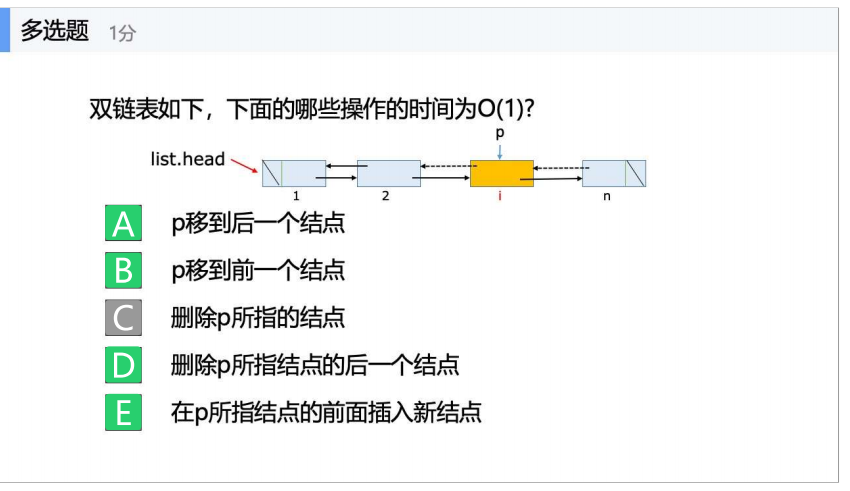 多选题 1分
双链表如下，下面的哪些操作的时间为O(1)?
p
list.head
1 2 i n
A p移到后一个结点
B p移到前一个结点
C 删除p所指的结点
D 删除p所指结点的后一个结点
E 在p所指结点的前面插入新结点